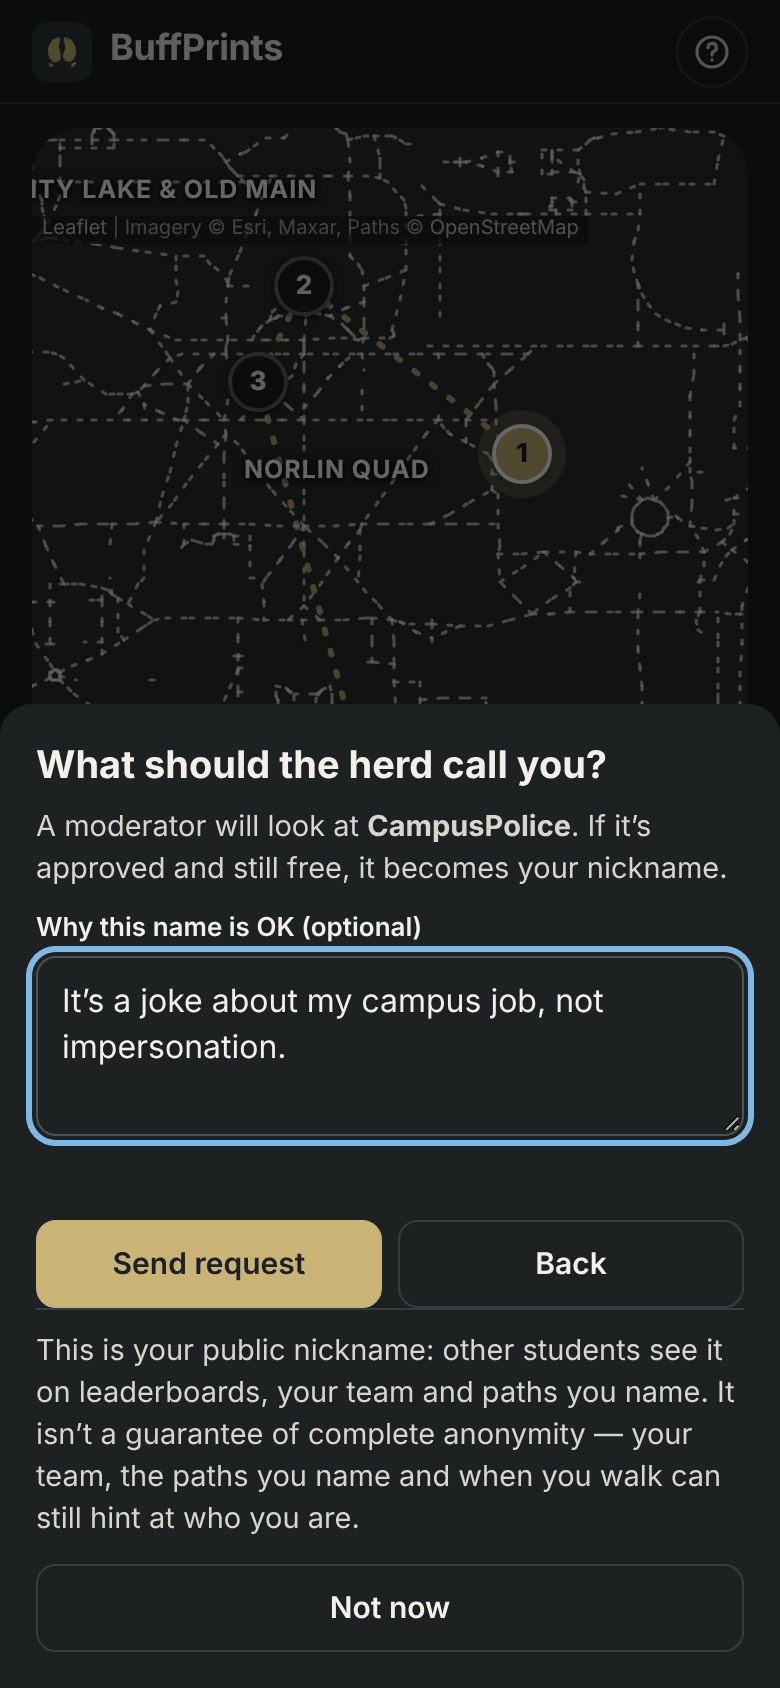 BuffPrints
ITY LAKE & OLD MAIN
Leaflet | Imagery © Esri, Maxar, Paths © OpenStreetMap
2
3
1
NORLIN QUAD
What should the herd call you?
A moderator will look at CampusPolice. If it’s
approved and still free, it becomes your nickname.
Why this name is OK (optional)
It’s a joke about my campus job, not
impersonation.
Send request
Back
This is your public nickname: other students see it
on leaderboards, your team and paths you name. It
isn’t a guarantee of complete anonymity — your
team, the paths you name and when you walk can
still hint at who you are.
Not now